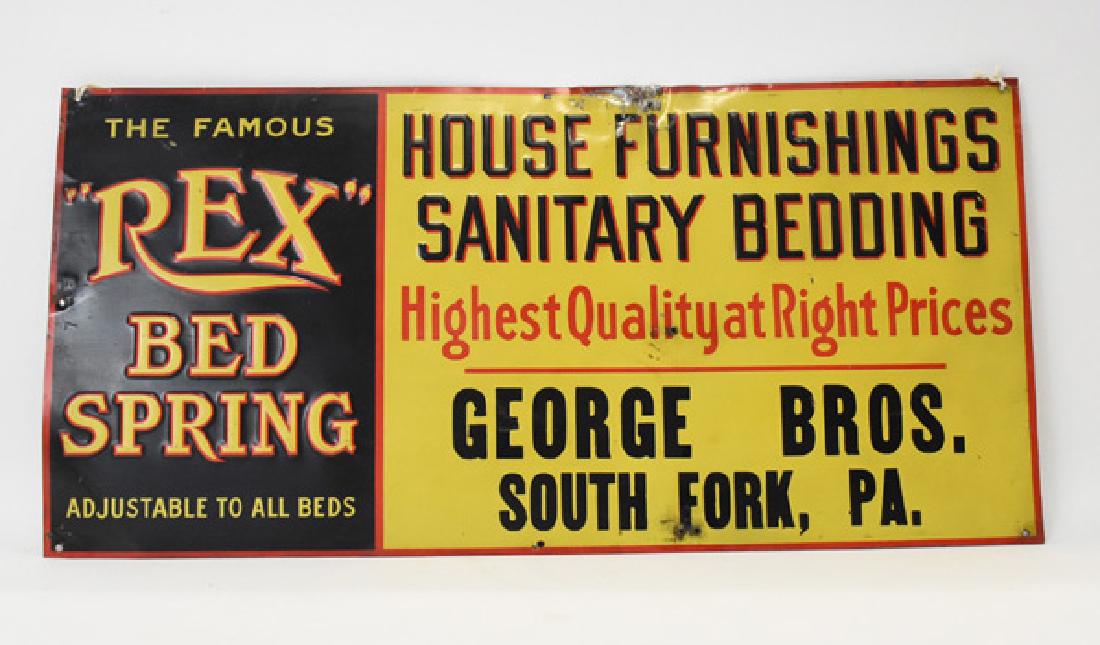 THE FAMOUS
"REX"
BED
SPRING
ADJUSTABLE TO ALL BEDS
HOUSE FURNISHINGS
SANITARY BEDDING
Highest Quality at Right Prices
GEORGE BROS.
SOUTH FORK, PA.